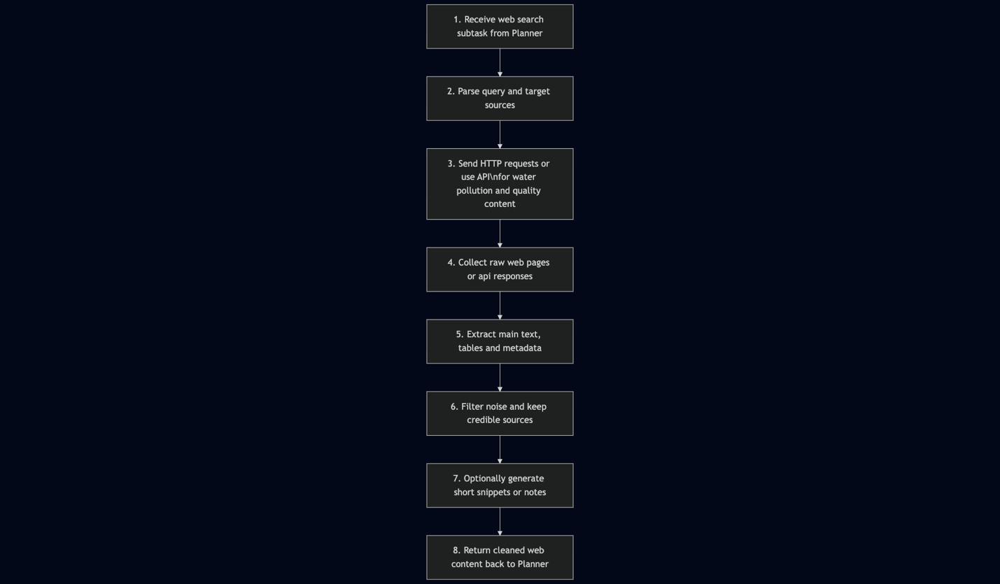 1. Receive web search
subtask from Planner
2. Parse query and target
sources
3. Send HTTP requests or
use API\nfor water
pollution and quality
content
4. Collect raw web pages
or api responses
5. Extract main text,
tables and metadata
6. Filter noise and keep
credible sources
7. Optionally generate
short snippets or notes
8. Return cleaned web
content back to Planner